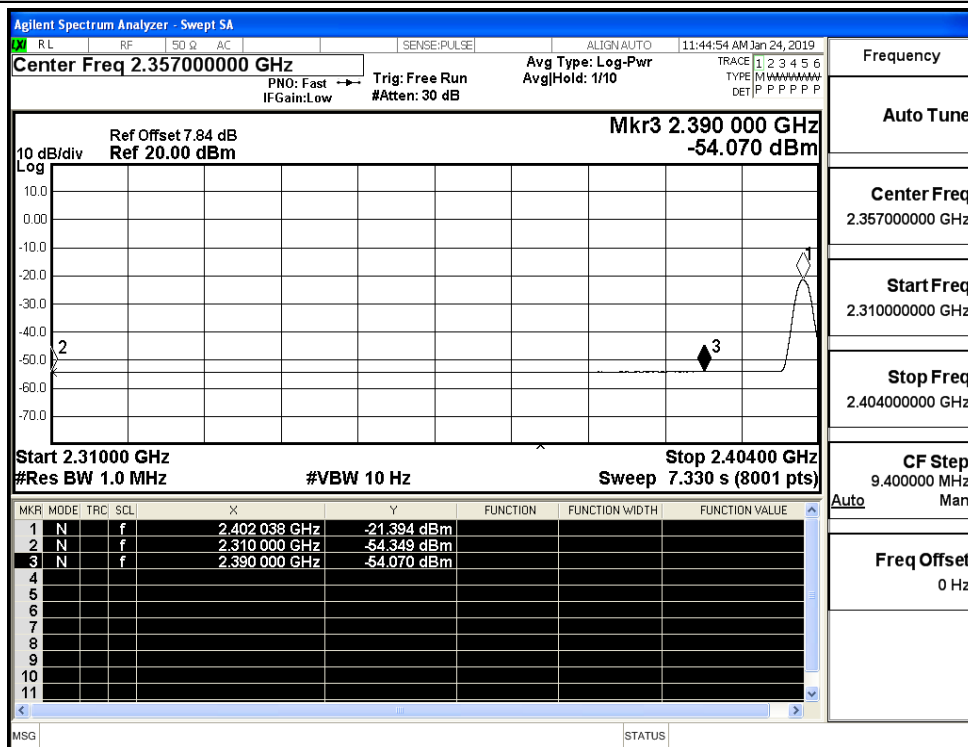 Agilent Spectrum Analyzer - Swept SA
LXI RL RF 50 Ω AC SENSE:PULSE ALIGN AUTO 11:44:54 AM Jan 24, 2019
Center Freq 2.357000000 GHz
PNO: Fast
IFGain:Low
Trig: Free Run
#Atten: 30 dB
Avg Type: Log-Pwr
Avg|Hold: 1/10
TRACE 1 2 3 4 5 6
TYPE M W W W W W
DET P P P P P P
Ref Offset 7.84 dB
10 dB/div Ref 20.00 dBm
Log
Mkr3 2.390 000 GHz
-54.070 dBm
10.0
0.00
-10.0
-20.0
-30.0
-40.0
-50.0
-60.0
-70.0
1
2
3
Start 2.31000 GHz Stop 2.40400 GHz
#Res BW 1.0 MHz #VBW 10 Hz Sweep 7.330 s (8001 pts)
MKR MODE TRC SCL X Y FUNCTION FUNCTION WIDTH FUNCTION VALUE
1 N f 2.402 038 GHz -21.394 dBm
2 N f 2.310 000 GHz -54.349 dBm
3 N f 2.390 000 GHz -54.070 dBm
4
5
6
7
8
9
10
11
MSG STATUS
Frequency
Auto Tune
Center Freq
2.357000000 GHz
Start Freq
2.310000000 GHz
Stop Freq
2.404000000 GHz
CF Step
9.400000 MHz
Auto Man
Freq Offset
0 Hz